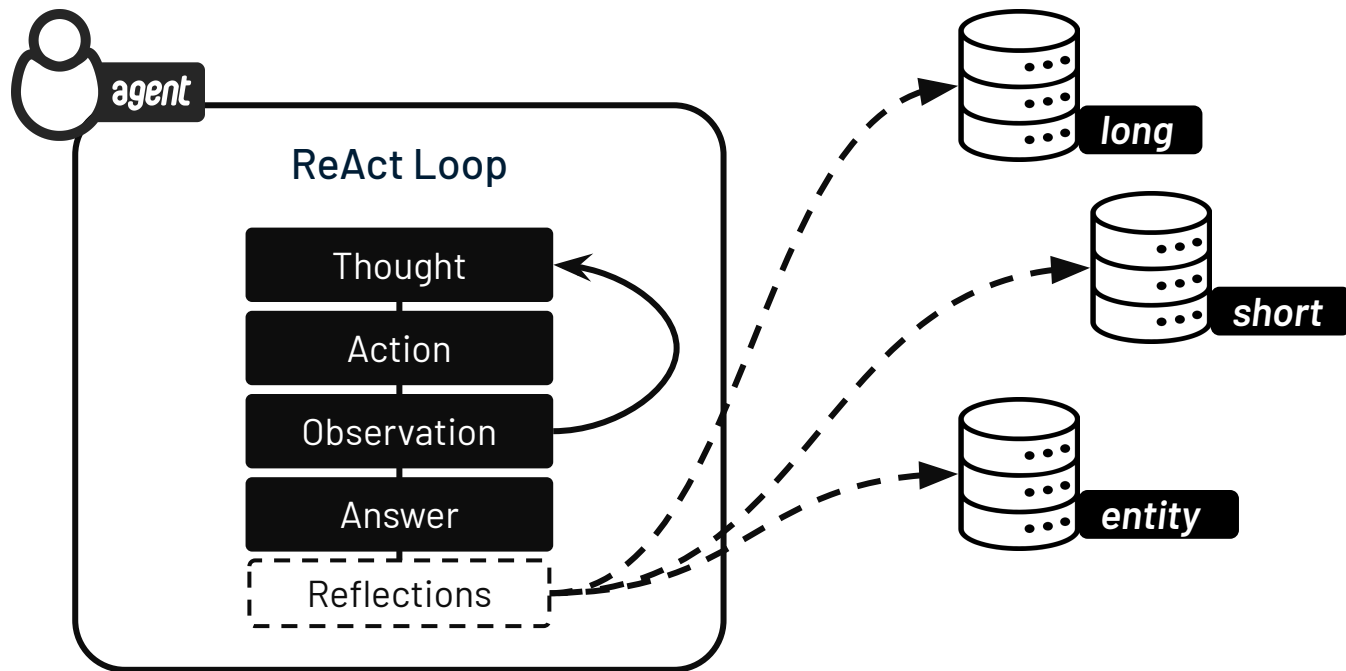 agent
ReAct Loop
Thought
Action
Observation
Answer
Reflections
long
short
entity